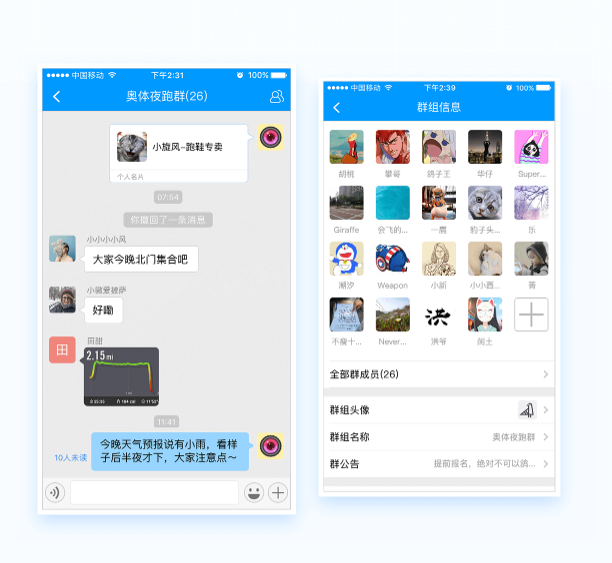 中国移动 下午2:31 100%
奥体夜跑群(26)
小旋风-跑鞋专卖
个人名片
07:54
你撤回了一条消息
小小小小风
大家今晚北门集合吧
小微爱披萨
好嘞
田甜
田
2.15 mi
11:41
今晚天气预报说有小雨，看样
子后半夜才下，大家注意点～
10人未读
中国移动 下午2:39 100%
群组信息
胡桃 攀哥 鸽子王 华仔 Super...
Giraffe 会飞的... 一鹿 豹子头... 乐
潮汐 Weapon 小新 小小西... 菁
洪
不瘦十... Never... 洪爷 闰土
全部群成员(26)
群组头像
群组名称 奥体夜跑群
群公告 提前报名，绝对不可以鸽...